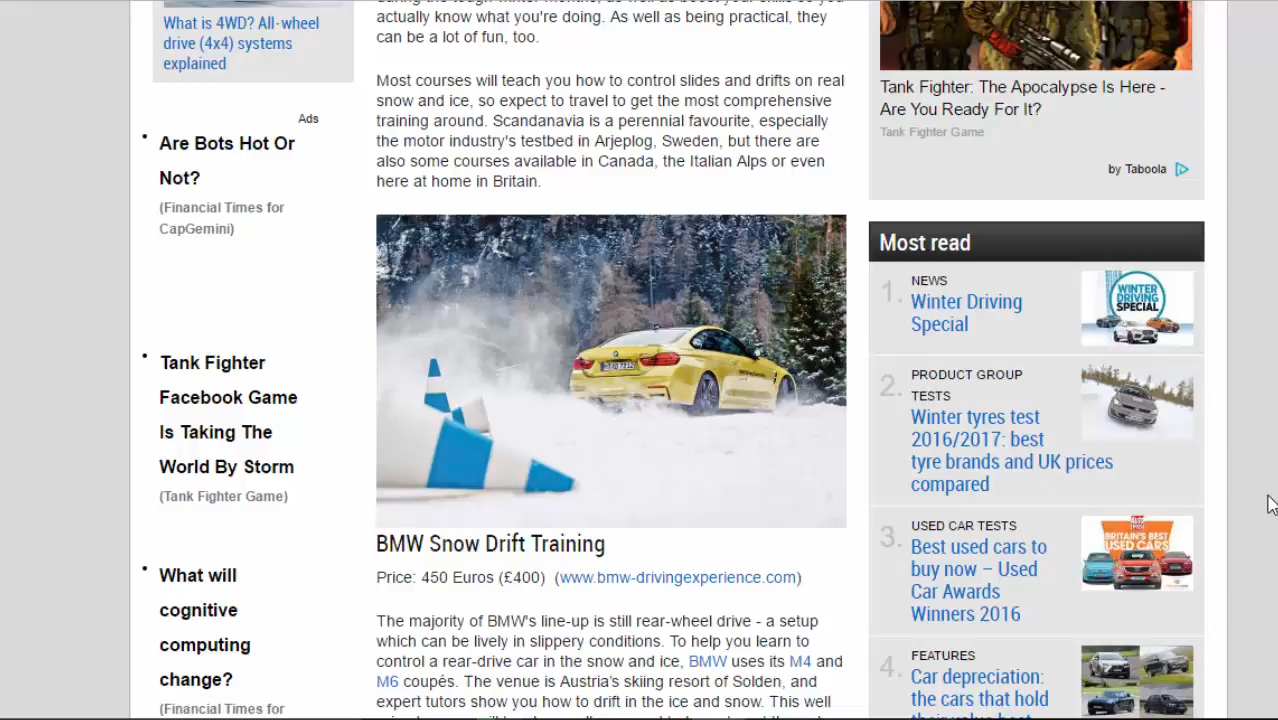 What is 4WD? All-wheel
drive (4x4) systems
explained
Ads
Are Bots Hot Or
Not?
(Financial Times for
CapGemini)
Tank Fighter
Facebook Game
Is Taking The
World By Storm
(Tank Fighter Game)
What will
cognitive
computing
change?
(Financial Times for
actually know what you're doing. As well as being practical, they
can be a lot of fun, too.
Most courses will teach you how to control slides and drifts on real
snow and ice, so expect to travel to get the most comprehensive
training around. Scandanavia is a perennial favourite, especially
the motor industry's testbed in Arjeplog, Sweden, but there are
also some courses available in Canada, the Italian Alps or even
here at home in Britain.
BMW Snow Drift Training
Price: 450 Euros (£400) (www.bmw-drivingexperience.com)
The majority of BMW's line-up is still rear-wheel drive - a setup
which can be lively in slippery conditions. To help you learn to
control a rear-drive car in the snow and ice, BMW uses its M4 and
M6 coupés. The venue is Austria's skiing resort of Solden, and
expert tutors show you how to drift in the ice and snow. This well
Tank Fighter: The Apocalypse Is Here -
Are You Ready For It?
Tank Fighter Game
by Taboola
Most read
1.
NEWS
Winter Driving
Special
WINTER
DRIVING
SPECIAL
2.
PRODUCT GROUP
TESTS
Winter tyres test
2016/2017: best
tyre brands and UK prices
compared
3.
USED CAR TESTS
Best used cars to
buy now – Used
Car Awards
Winners 2016
BRITAIN'S BEST
USED CARS
4.
FEATURES
Car depreciation:
the cars that hold